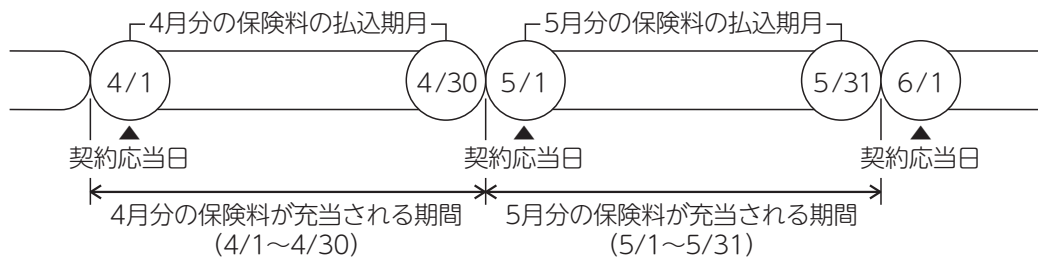 4月分の保険料の払込期月
5月分の保険料の払込期月
4/1
4/30
5/1
5/31
6/1
契約応当日
契約応当日
契約応当日
4月分の保険料が充当される期間
(4/1～4/30)
5月分の保険料が充当される期間
(5/1～5/31)